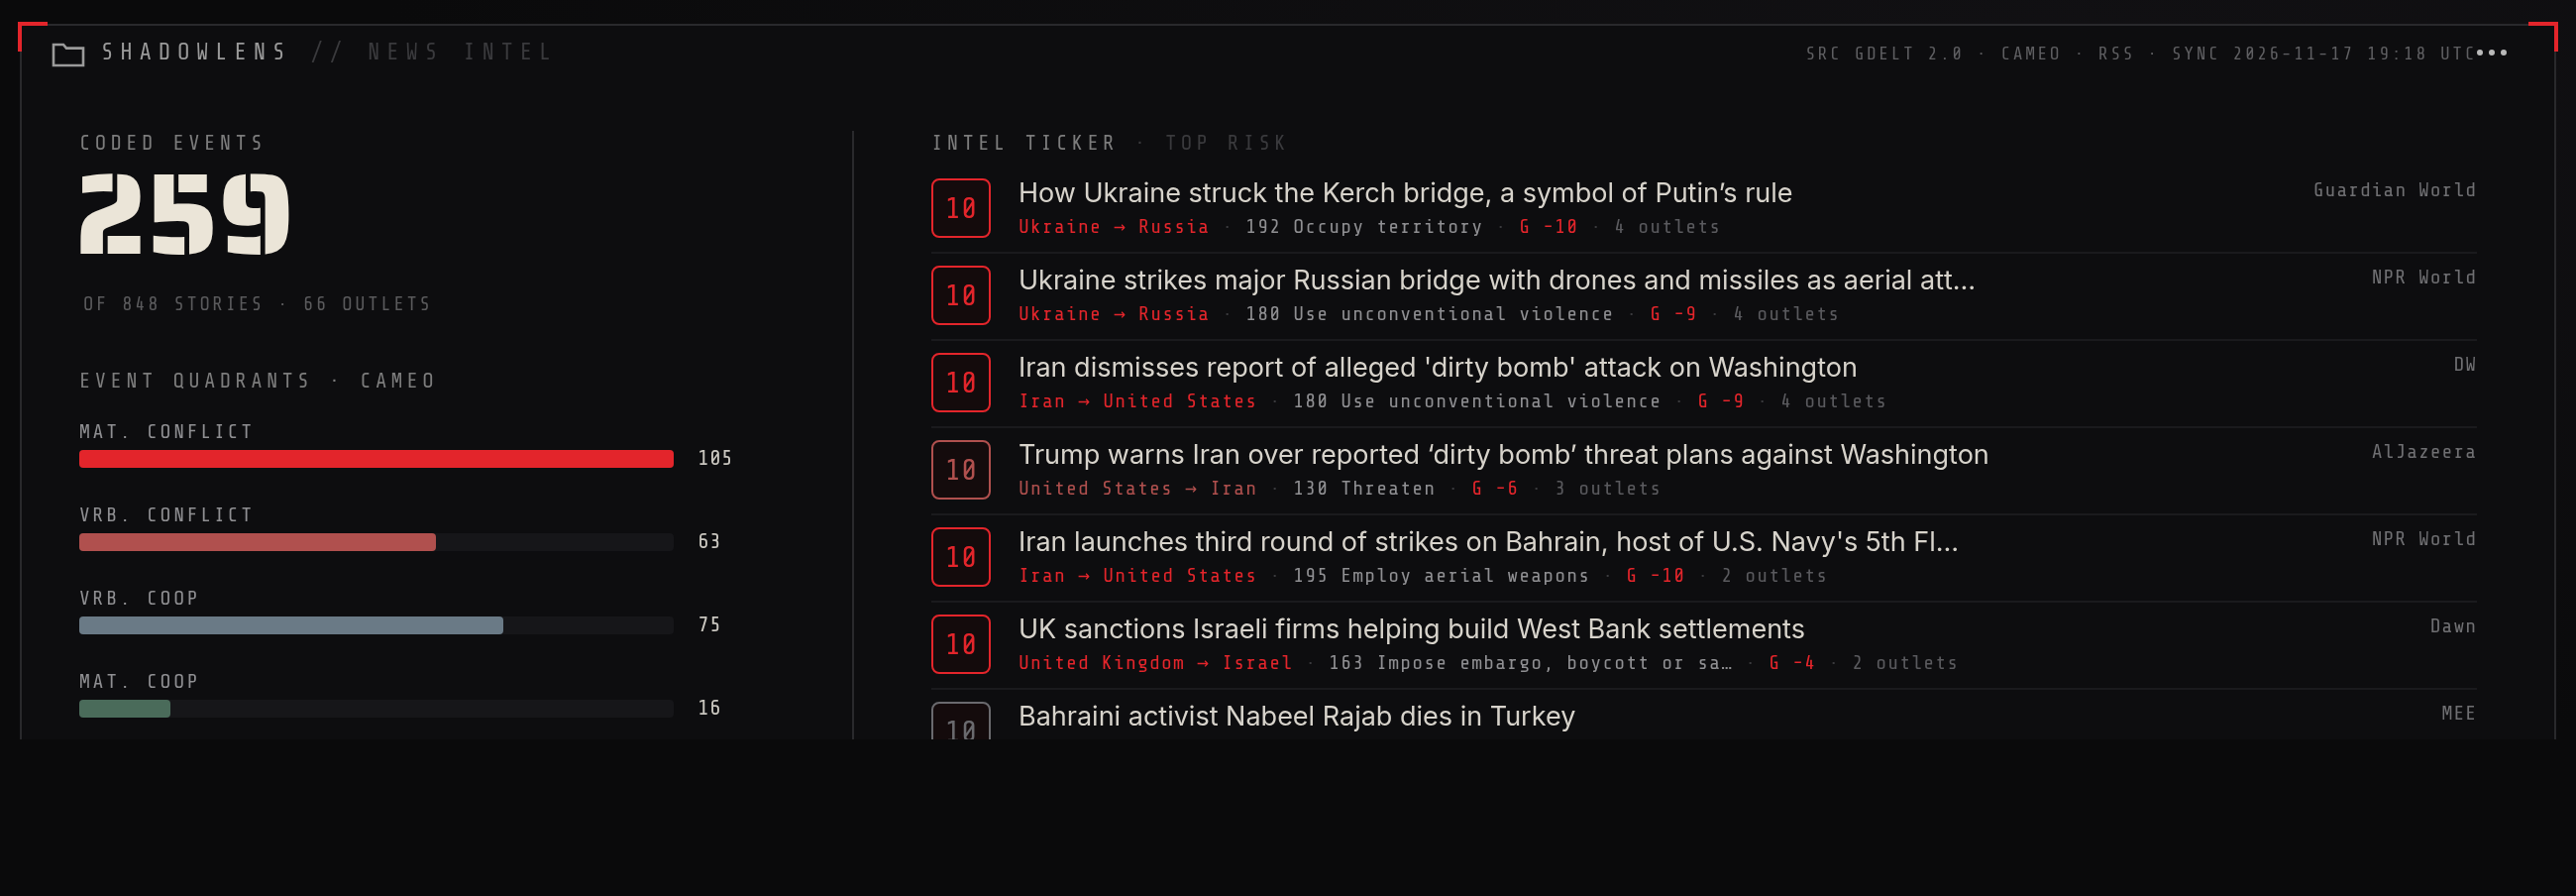 SHADOWLENS // NEWS INTEL
SRC GDELT 2.0 · CAMEO · RSS · SYNC 2026-11-17 19:18 UTC
CODED EVENTS
259
OF 848 STORIES · 66 OUTLETS
EVENT QUADRANTS · CAMEO
MAT. CONFLICT
105
VRB. CONFLICT
63
VRB. COOP
75
MAT. COOP
16
INTEL TICKER · TOP RISK
10
How Ukraine struck the Kerch bridge, a symbol of Putin’s rule
Guardian World
Ukraine → Russia · 192 Occupy territory · G -10 · 4 outlets
10
Ukraine strikes major Russian bridge with drones and missiles as aerial att…
NPR World
Ukraine → Russia · 180 Use unconventional violence · G -9 · 4 outlets
10
Iran dismisses report of alleged 'dirty bomb' attack on Washington
DW
Iran → United States · 180 Use unconventional violence · G -9 · 4 outlets
10
Trump warns Iran over reported ‘dirty bomb’ threat plans against Washington
AlJazeera
United States → Iran · 130 Threaten · G -6 · 3 outlets
10
Iran launches third round of strikes on Bahrain, host of U.S. Navy's 5th Fl…
NPR World
Iran → United States · 195 Employ aerial weapons · G -10 · 2 outlets
10
UK sanctions Israeli firms helping build West Bank settlements
Dawn
United Kingdom → Israel · 163 Impose embargo, boycott or sa… · G -4 · 2 outlets
10
Bahraini activist Nabeel Rajab dies in Turkey
MEE